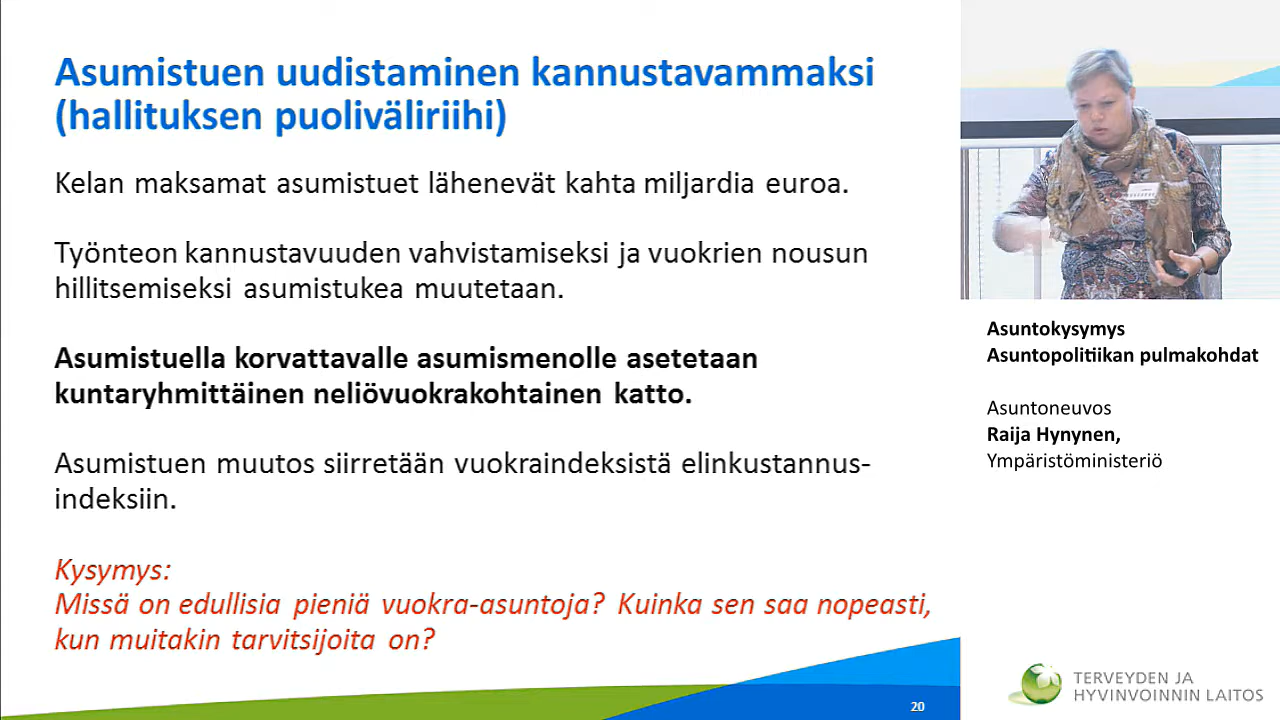 Asumistuen uudistaminen kannustavammaksi
(hallituksen puoliväliriihi)
Kelan maksamat asumistuet lähenevät kahta miljardia euroa.
Työnteon kannustavuuden vahvistamiseksi ja vuokrien nousun
hillitsemiseksi asumistukea muutetaan.
Asumistuella korvattavalle asumismenolle asetetaan
kuntaryhmittäinen neliövuokrakohtainen katto.
Asumistuen muutos siirretään vuokraindeksistä elinkustannus-
indeksiin.
Kysymys:
Missä on edullisia pieniä vuokra-asuntoja? Kuinka sen saa nopeasti,
kun muitakin tarvitsijoita on?
20
Asuntokysymys
Asuntopolitiikan pulmakohdat
Asuntoneuvos
Raija Hynynen,
Ympäristöministeriö
TERVEYDEN JA
HYVINVOINNIN LAITOS